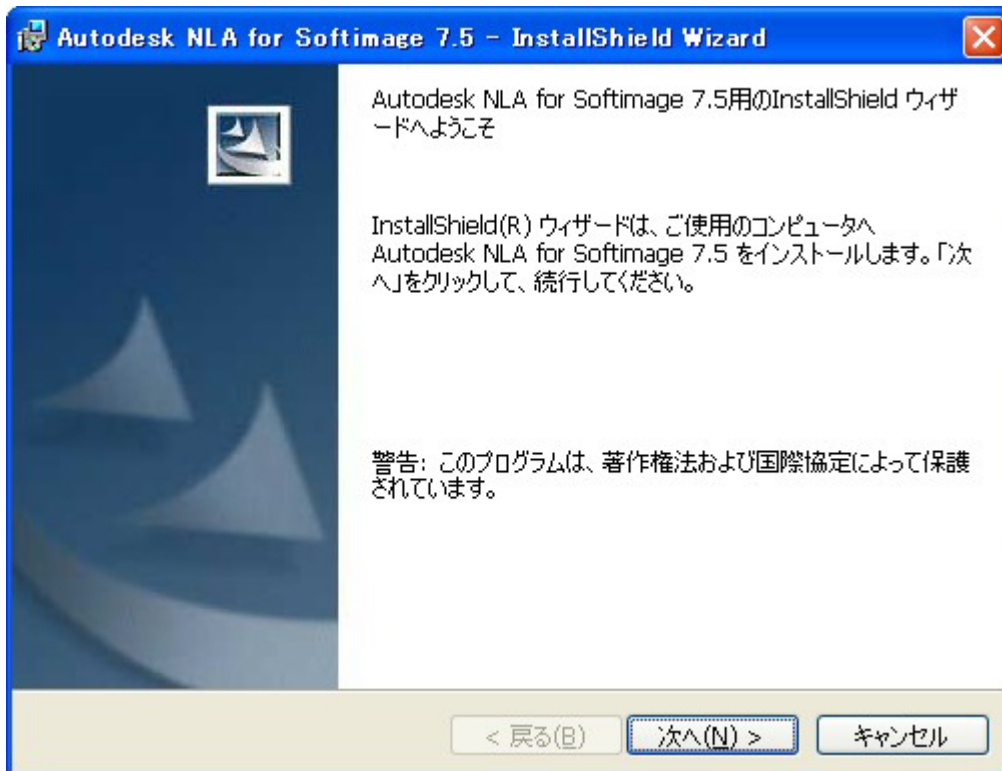 Autodesk NLA for Softimage 7.5 - InstallShield Wizard
Autodesk NLA for Softimage 7.5用のInstallShield ウィザ
ードへようこそ
InstallShield(R) ウィザードは、ご使用のコンピュータへ
Autodesk NLA for Softimage 7.5 をインストールします。「次
へ」をクリックして、続行してください。
警告: このプログラムは、著作権法および国際協定によって保護
されています。
< 戻る(B)
次へ(N) >
キャンセル